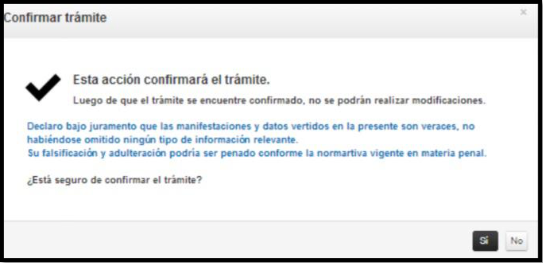 Confirmar trámite
×
Esta acción confirmará el trámite.
Luego de que el trámite se encuentre confirmado, no se podrán realizar modificaciones.
Declaro bajo juramento que las manifestaciones y datos vertidos en la presente son veraces, no
habiéndose omitido ningún tipo de información relevante.
Su falsificación y adulteración podría ser penado conforme la normartiva vigente en materia penal.
¿Está seguro de confirmar el trámite?
Si No